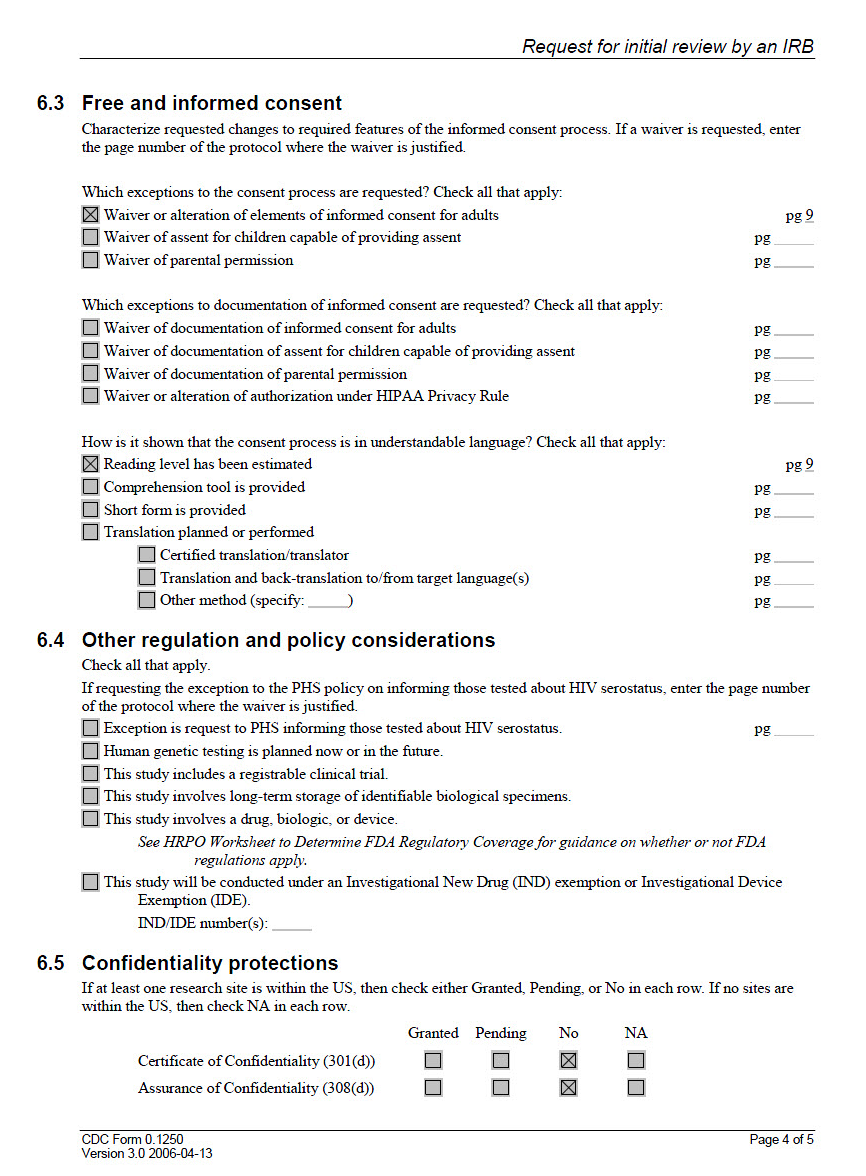 Request for initial review by an IRB
6.3 Free and informed consent
Characterize requested changes to required features of the informed consent process. If a waiver is requested, enter
the page number of the protocol where the waiver is justified.
Which exceptions to the consent process are requested? Check all that apply:
☒ Waiver or alteration of elements of informed consent for adults pg 9
☐ Waiver of assent for children capable of providing assent pg _____
☐ Waiver of parental permission pg _____
Which exceptions to documentation of informed consent are requested? Check all that apply:
☐ Waiver of documentation of informed consent for adults pg _____
☐ Waiver of documentation of assent for children capable of providing assent pg _____
☐ Waiver of documentation of parental permission pg _____
☐ Waiver or alteration of authorization under HIPAA Privacy Rule pg _____
How is it shown that the consent process is in understandable language? Check all that apply:
☒ Reading level has been estimated pg 9
☐ Comprehension tool is provided pg _____
☐ Short form is provided pg _____
☐ Translation planned or performed
☐ Certified translation/translator pg _____
☐ Translation and back-translation to/from target language(s) pg _____
☐ Other method (specify: _____) pg _____
6.4 Other regulation and policy considerations
Check all that apply.
If requesting the exception to the PHS policy on informing those tested about HIV serostatus, enter the page number
of the protocol where the waiver is justified.
☐ Exception is request to PHS informing those tested about HIV serostatus. pg _____
☐ Human genetic testing is planned now or in the future.
☐ This study includes a registrable clinical trial.
☐ This study involves long-term storage of identifiable biological specimens.
☐ This study involves a drug, biologic, or device.
See HRPO Worksheet to Determine FDA Regulatory Coverage for guidance on whether or not FDA
regulations apply.
☐ This study will be conducted under an Investigational New Drug (IND) exemption or Investigational Device
Exemption (IDE).
IND/IDE number(s): _____
6.5 Confidentiality protections
If at least one research site is within the US, then check either Granted, Pending, or No in each row. If no sites are
within the US, then check NA in each row.
Granted Pending No NA
Certificate of Confidentiality (301(d)) ☐ ☐ ☒ ☐
Assurance of Confidentiality (308(d)) ☐ ☐ ☒ ☐
CDC Form 0.1250 Page 4 of 5
Version 3.0 2006-04-13